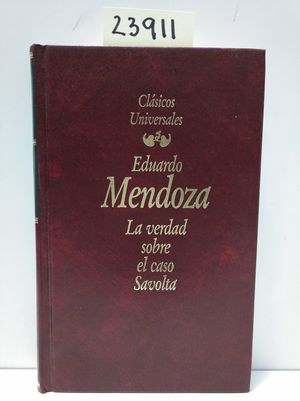 23911
Clásicos
Universales
Eduardo
Mendoza
La verdad
sobre
el caso
Savolta